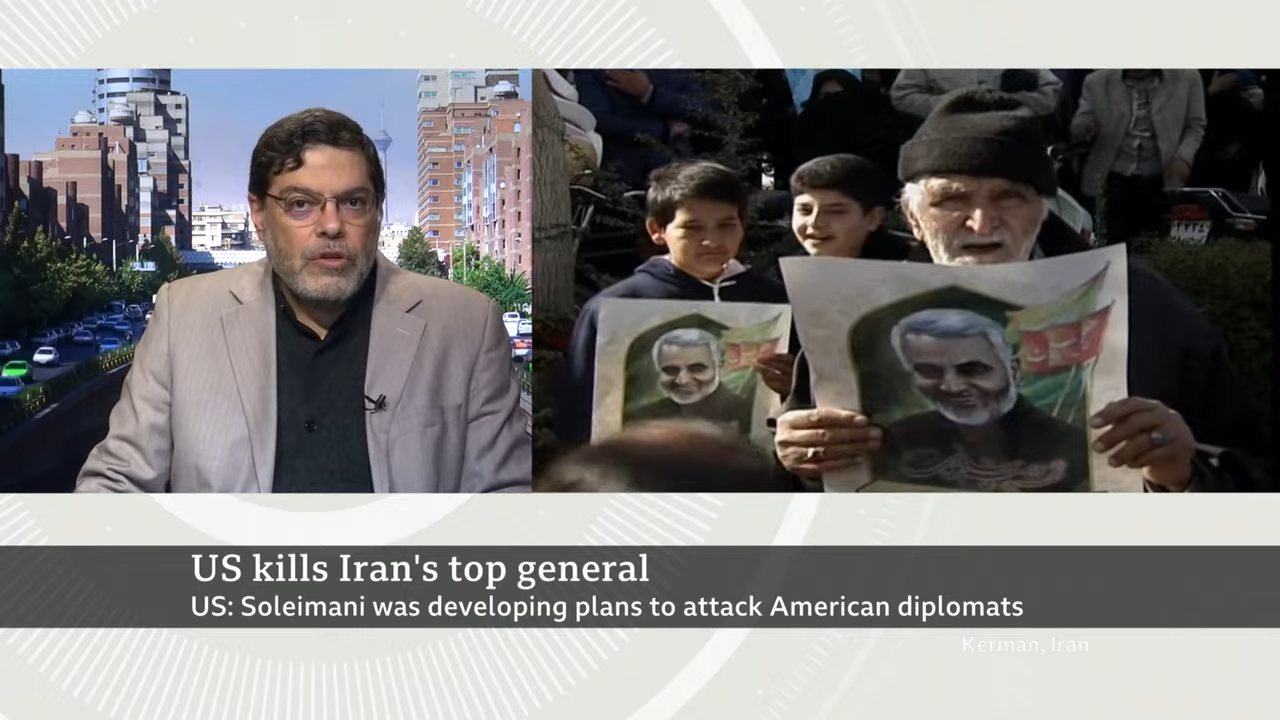 US kills Iran's top general
US: Soleimani was developing plans to attack American diplomats
Kerman, Iran